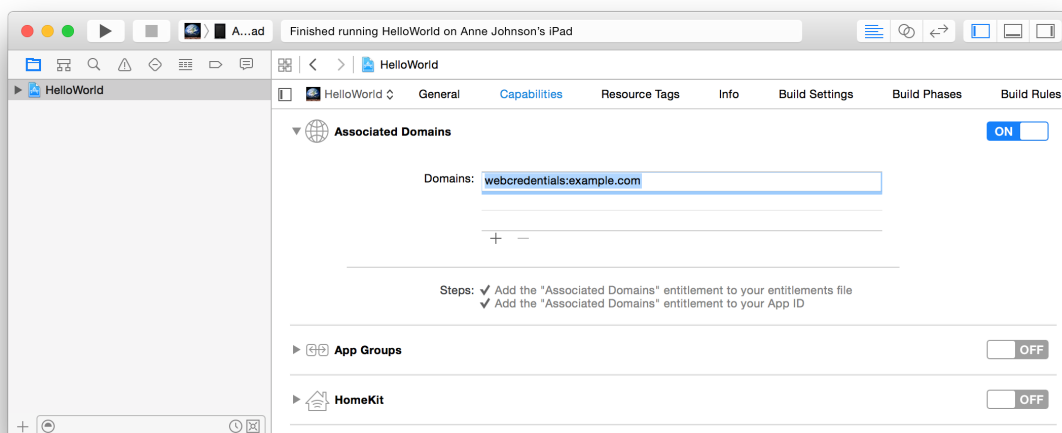 A...ad Finished running HelloWorld on Anne Johnson's iPad
HelloWorld
HelloWorld
HelloWorld General Capabilities Resource Tags Info Build Settings Build Phases Build Rules
Associated Domains ON
Domains: webcredentials:example.com
Steps: ✓ Add the "Associated Domains" entitlement to your entitlements file
✓ Add the "Associated Domains" entitlement to your App ID
App Groups OFF
HomeKit OFF